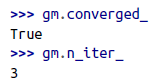 >>> gm.converged_
True
>>> gm.n_iter_
3